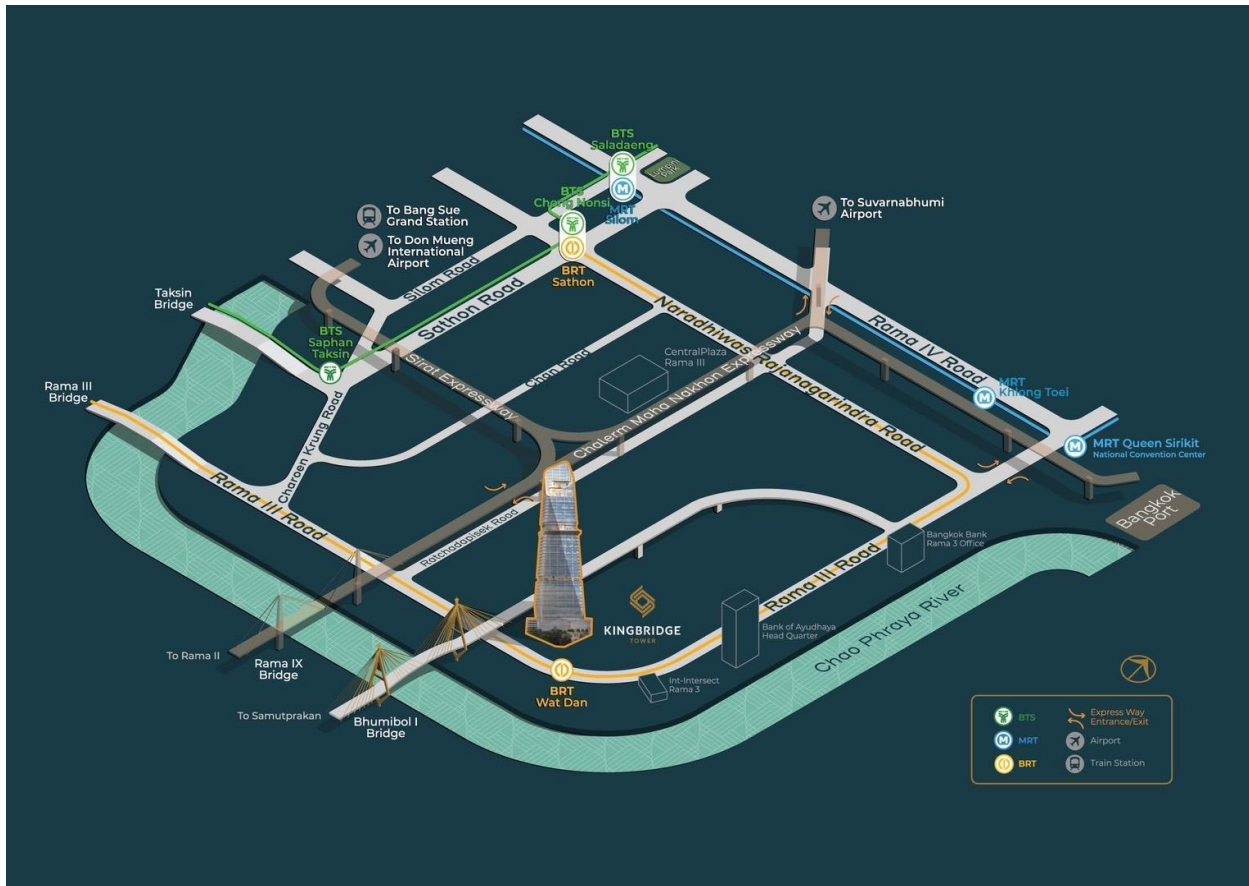 BTS
Saladaeng
Lumpini
Park
BTS
Chong Nonsi
MRT
Silom
To Bang Sue
Grand Station
To Don Mueng
International
Airport
To Suvarnabhumi
Airport
BRT
Sathon
Silom Road
Sathon Road
Taksin
Bridge
BTS
Saphan
Taksin
Naradhiwas Rajanagarindra Road
Rama IV Road
CentralPlaza
Rama III
Sirat Expressway
Chan Road
Chalerm Maha Nakhon Expressway
MRT
Khlong Toei
Rama III
Bridge
Charoen Krung Road
MRT Queen Sirikit
National Convention Center
Rama III Road
Ratchadapisek Road
Bangkok
Port
Bangkok Bank
Rama 3 Office
Rama III Road
KINGBRIDGE
TOWER
Bank of Ayudhaya
Head Quarter
Chao Phraya River
To Rama II
Rama IX
Bridge
BRT
Wat Dan
Int-Intersect
Rama 3
To Samutprakan
Bhumibol I
Bridge
BTS
Express Way
Entrance/Exit
MRT
Airport
BRT
Train Station